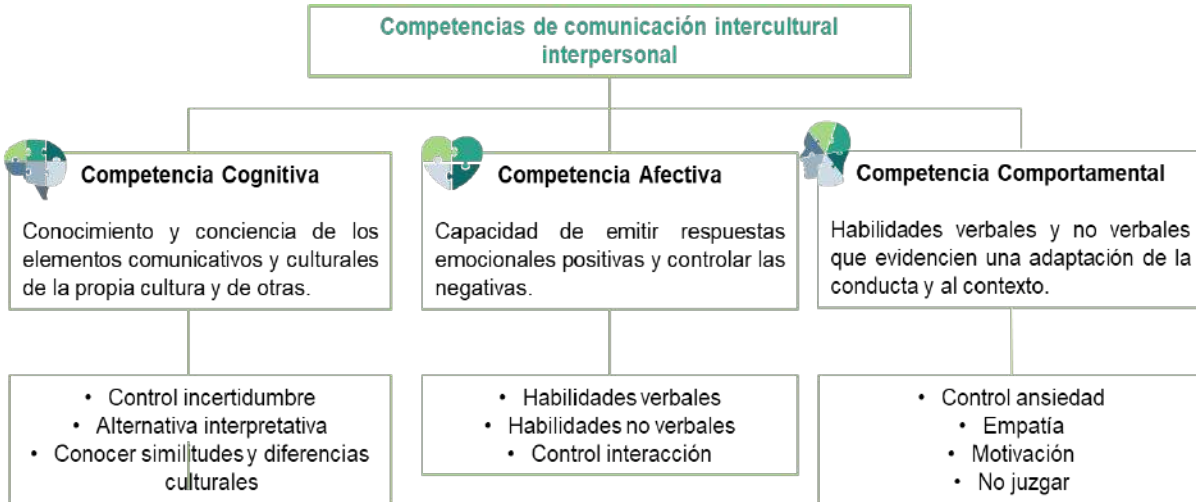 Competencias de comunicación intercultural
interpersonal
Competencia Cognitiva
Conocimiento y conciencia de los
elementos comunicativos y culturales
de la propia cultura y de otras.
• Control incertidumbre
• Alternativa interpretativa
• Conocer similitudes y diferencias
culturales
Competencia Afectiva
Capacidad de emitir respuestas
emocionales positivas y controlar las
negativas.
• Habilidades verbales
• Habilidades no verbales
• Control interacción
Competencia Comportamental
Habilidades verbales y no verbales
que evidencien una adaptación de la
conducta y al contexto.
• Control ansiedad
• Empatía
• Motivación
• No juzgar